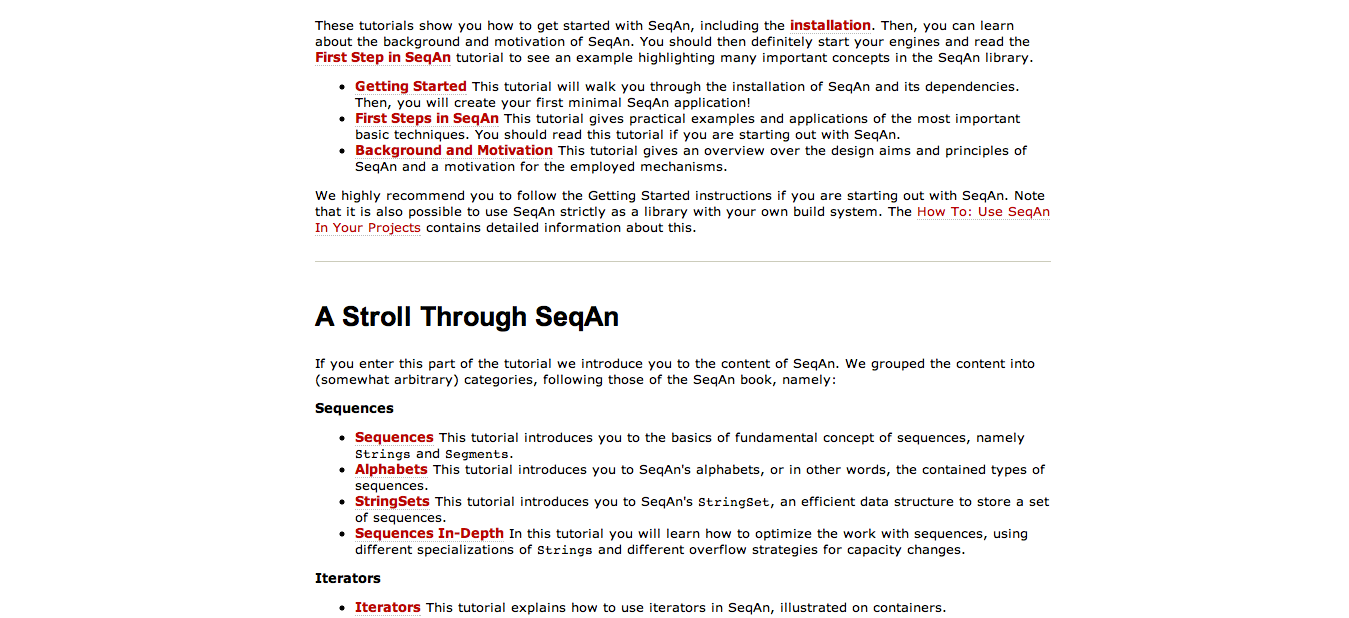 These tutorials show you how to get started with SeqAn, including the installation. Then, you can learn
about the background and motivation of SeqAn. You should then definitely start your engines and read the
First Step in SeqAn tutorial to see an example highlighting many important concepts in the SeqAn library.
• Getting Started This tutorial will walk you through the installation of SeqAn and its dependencies.
Then, you will create your first minimal SeqAn application!
• First Steps in SeqAn This tutorial gives practical examples and applications of the most important
basic techniques. You should read this tutorial if you are starting out with SeqAn.
• Background and Motivation This tutorial gives an overview over the design aims and principles of
SeqAn and a motivation for the employed mechanisms.
We highly recommend you to follow the Getting Started instructions if you are starting out with SeqAn. Note
that it is also possible to use SeqAn strictly as a library with your own build system. The How To: Use SeqAn
In Your Projects contains detailed information about this.
A Stroll Through SeqAn
If you enter this part of the tutorial we introduce you to the content of SeqAn. We grouped the content into
(somewhat arbitrary) categories, following those of the SeqAn book, namely:
Sequences
• Sequences This tutorial introduces you to the basics of fundamental concept of sequences, namely
Strings and Segments.
• Alphabets This tutorial introduces you to SeqAn's alphabets, or in other words, the contained types of
sequences.
• StringSets This tutorial introduces you to SeqAn's StringSet, an efficient data structure to store a set
of sequences.
• Sequences In-Depth In this tutorial you will learn how to optimize the work with sequences, using
different specializations of Strings and different overflow strategies for capacity changes.
Iterators
• Iterators This tutorial explains how to use iterators in SeqAn, illustrated on containers.